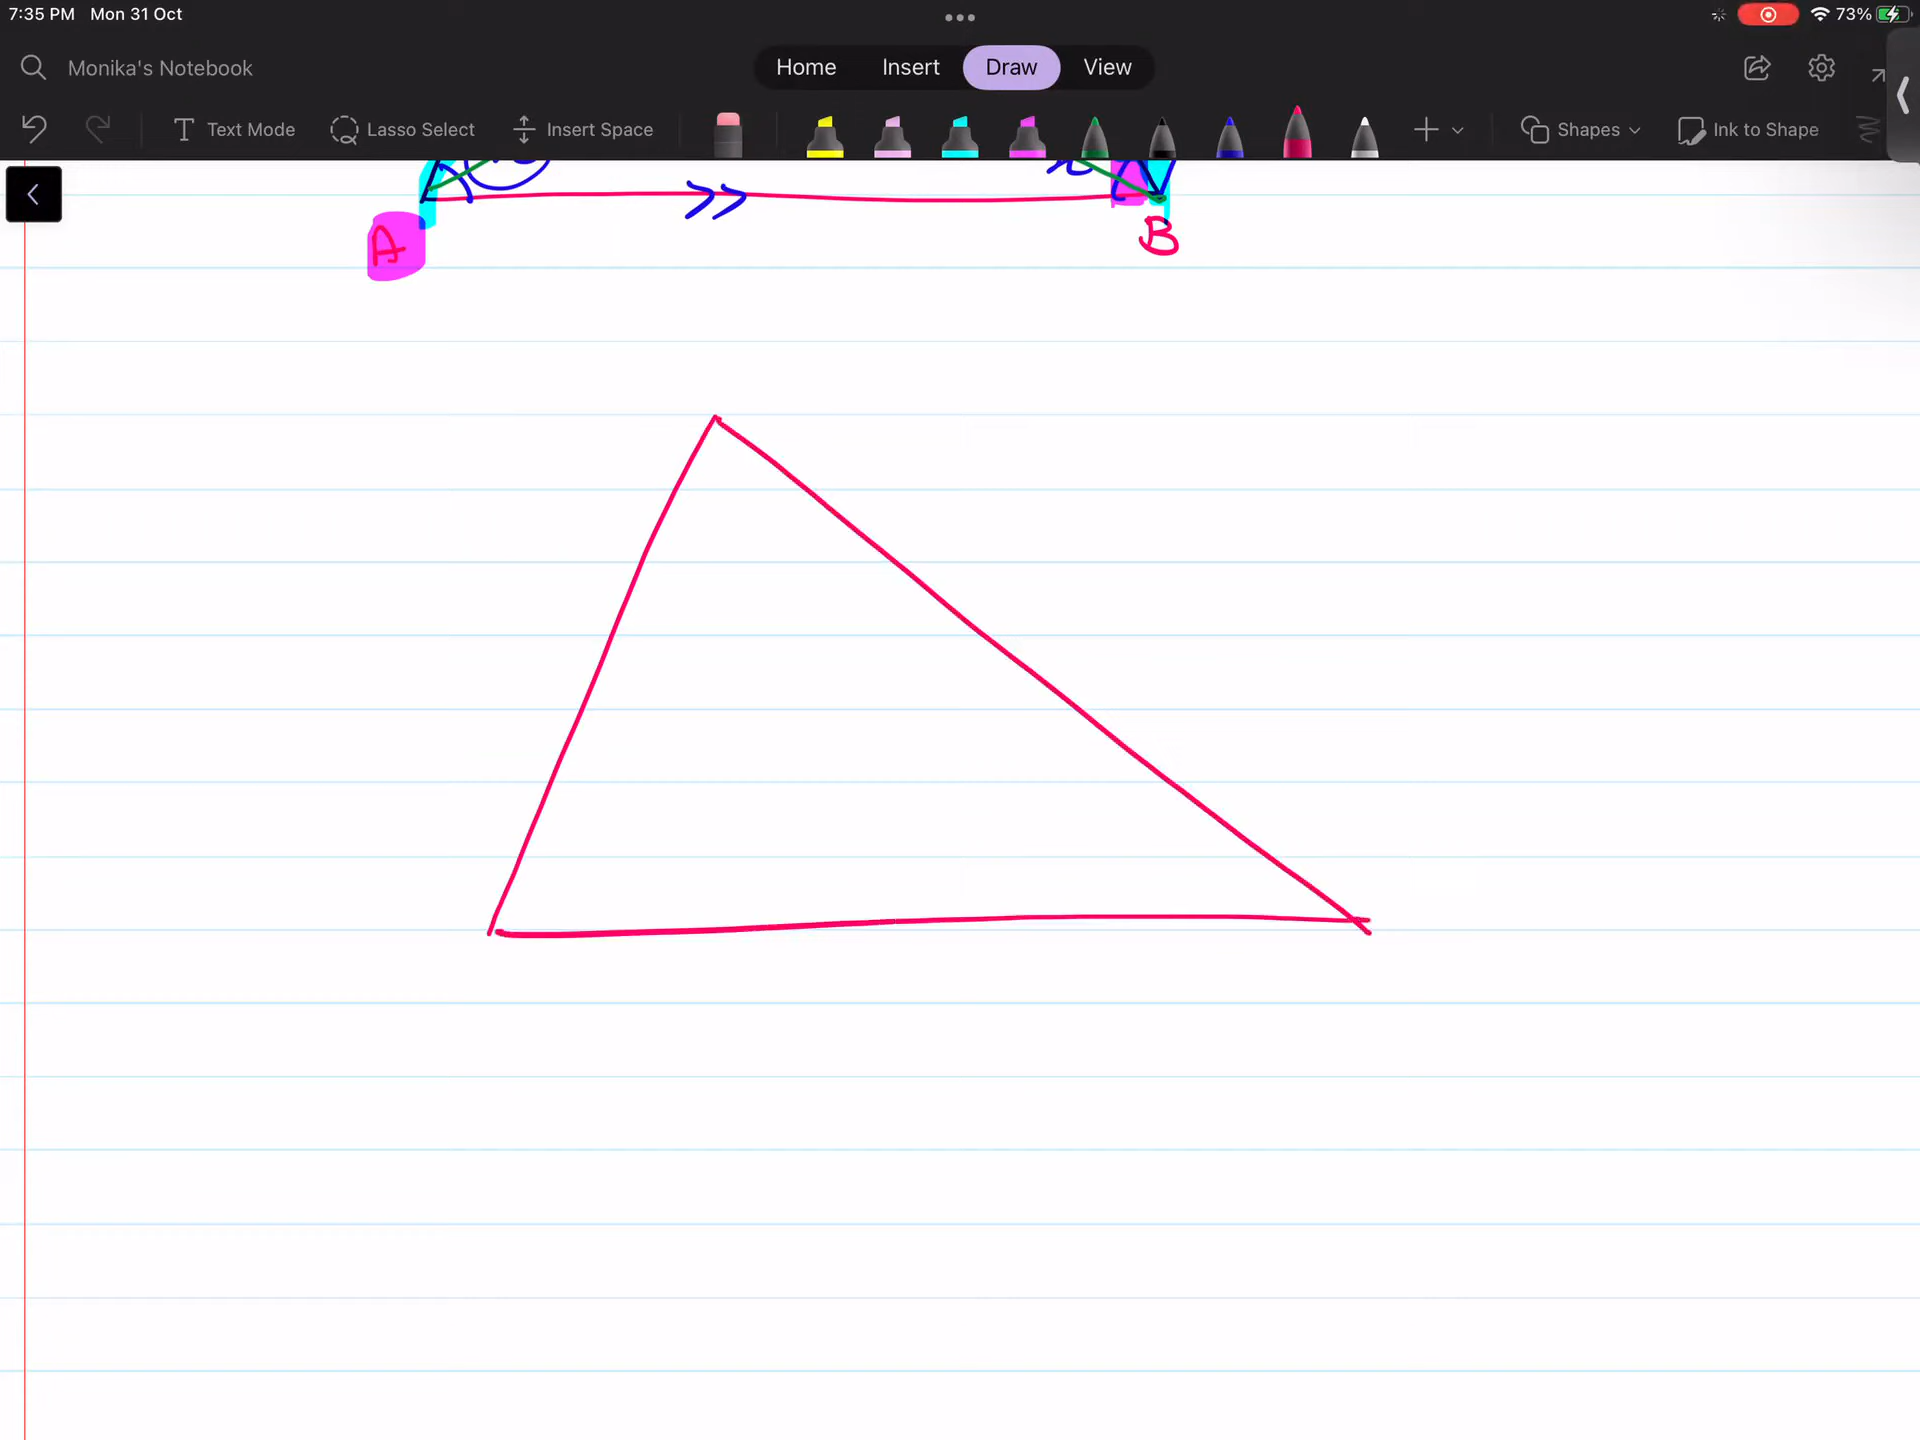 7:35 PM Mon 31 Oct
73%
Monika's Notebook
Home Insert Draw View
Text Mode Lasso Select Insert Space Shapes Ink to Shape
A B